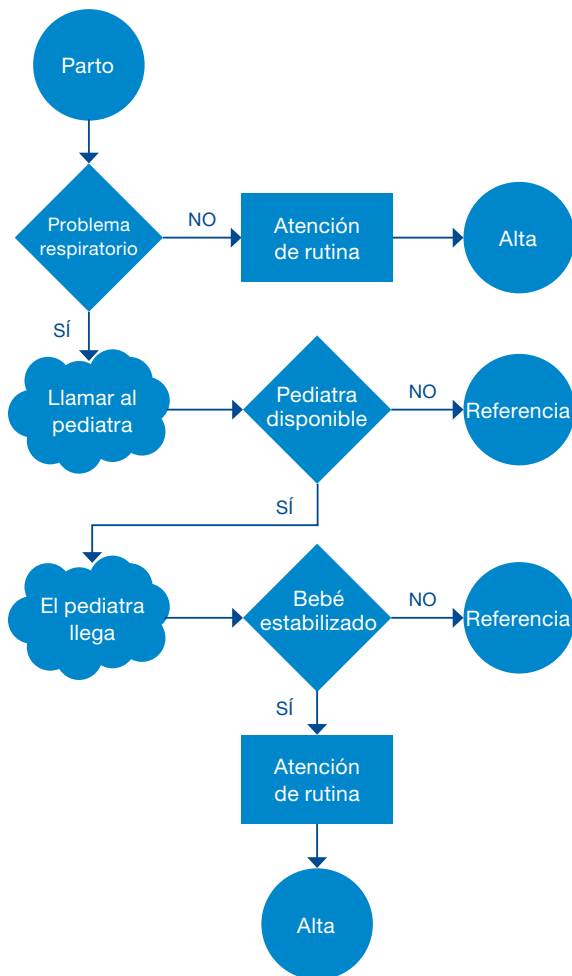 Parto
Problema
respiratorio
NO
Atención
de rutina
Alta
SÍ
Llamar al
pediatra
Pediatra
disponible
NO
Referencia
SÍ
El pediatra
llega
Bebé
estabilizado
NO
Referencia
SÍ
Atención
de rutina
Alta